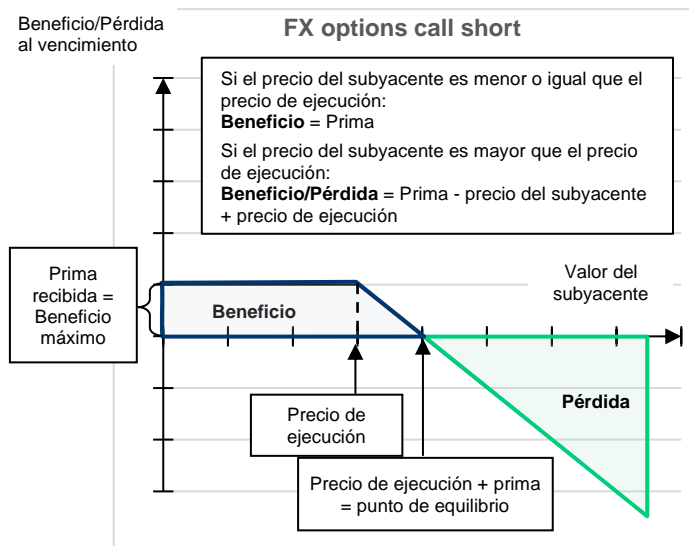 Beneficio/Pérdida
al vencimiento
FX options call short
Si el precio del subyacente es menor o igual que el
precio de ejecución:
Beneficio = Prima
Si el precio del subyacente es mayor que el precio
de ejecución:
Beneficio/Pérdida = Prima - precio del subyacente
+ precio de ejecución
Prima
recibida =
Beneficio
máximo
Beneficio
Valor del
subyacente
Pérdida
Precio de
ejecución
Precio de ejecución + prima
= punto de equilibrio